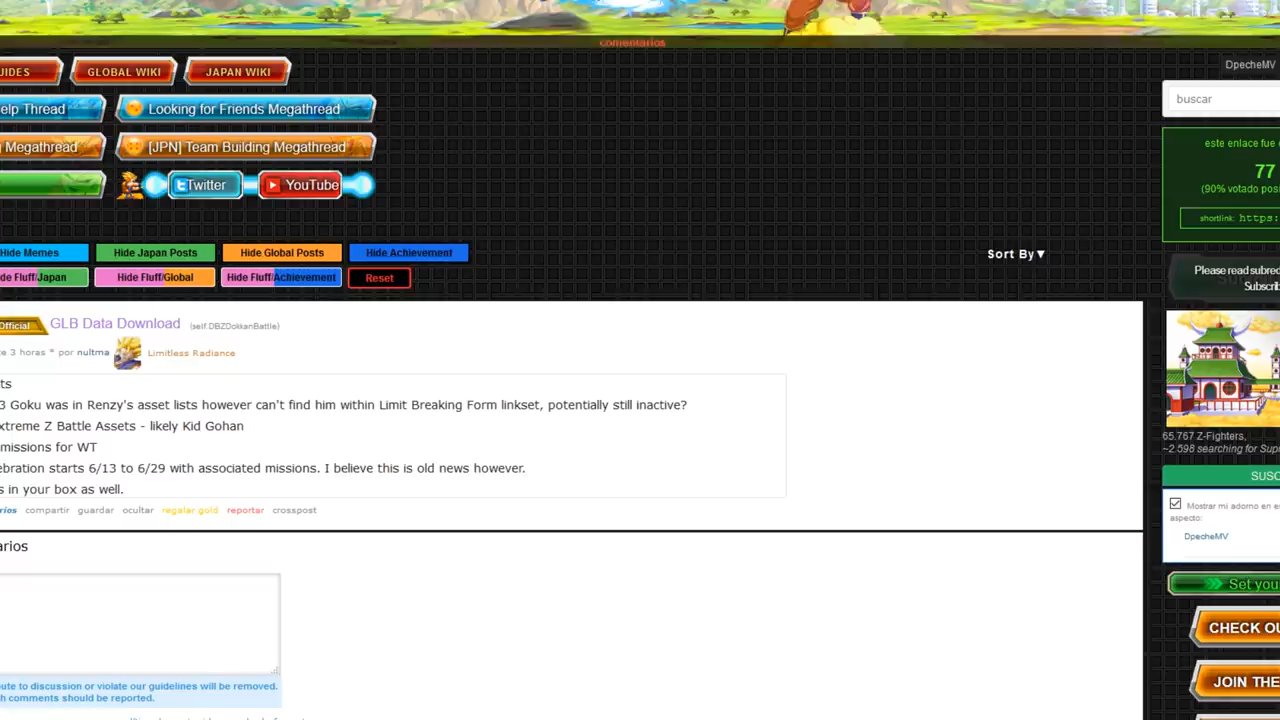 comentarios
UIDES GLOBAL WIKI JAPAN WIKI
DpecheMV
elp Thread Looking for Friends Megathread
buscar
g Megathread [JPN] Team Building Megathread
este enlace fue
77
(90% votado posi
Twitter YouTube
shortlink: https:
Hide Memes Hide Japan Posts Hide Global Posts Hide Achievement
Sort By▼
de Fluff/Japan Hide Fluff/Global Hide Fluff/Achievement Reset
Please read subred
Subscrib
Official GLB Data Download (self.DBZDokkanBattle)
te 3 horas * por nultma Limitless Radiance
ts
3 Goku was in Renzy's asset lists however can't find him within Limit Breaking Form linkset, potentially still inactive?
xtreme Z Battle Assets - likely Kid Gohan
missions for WT
ebration starts 6/13 to 6/29 with associated missions. I believe this is old news however.
s in your box as well.
65.767 Z-Fighters,
~2.598 searching for Sup
SUSC
rios compartir guardar ocultar regalar gold reportar crosspost
Mostrar mi adorno en es
aspecto:
DpecheMV
arios
Set you
CHECK OU
JOIN THE
ute to discussion or violate our guidelines will be removed.
h comments should be reported.